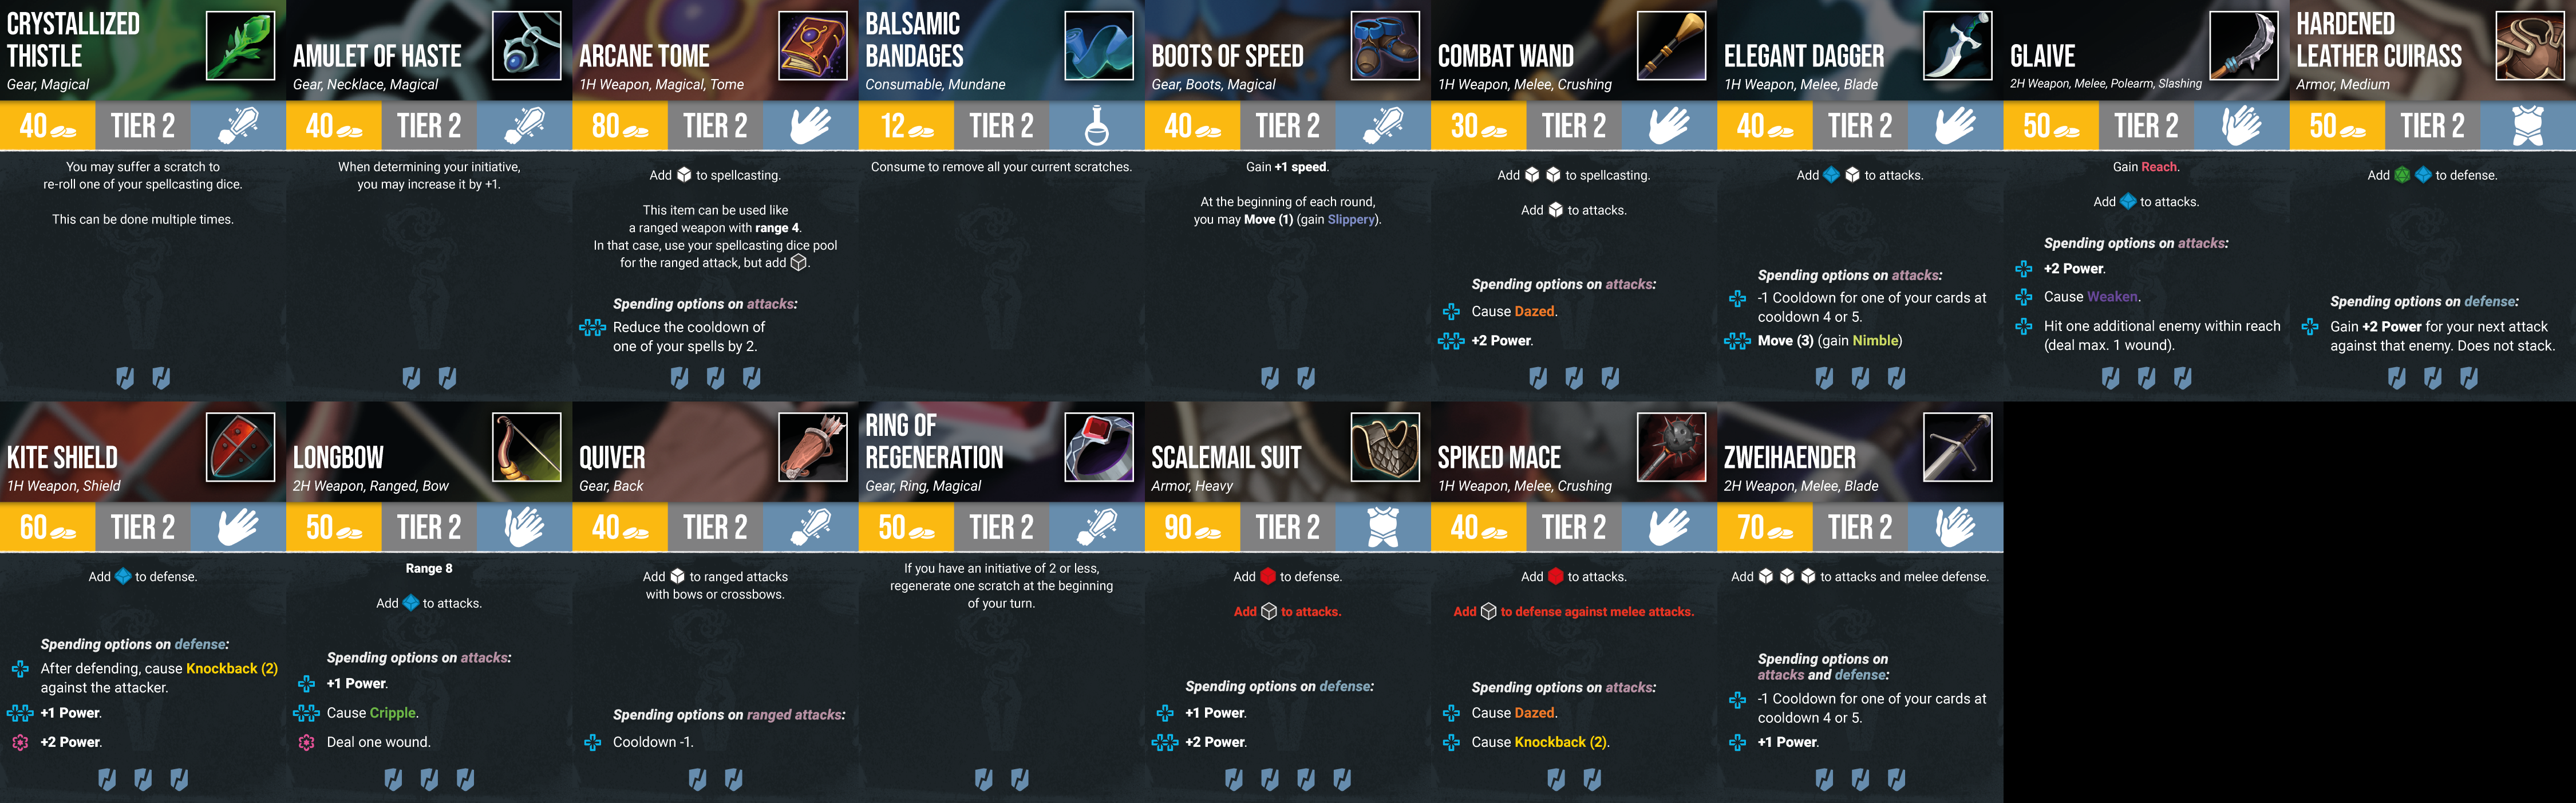 CRYSTALLIZED
THISTLE
Gear, Magical
40
TIER 2
You may suffer a scratch to
re-roll one of your spellcasting dice.
This can be done multiple times.
AMULET OF HASTE
Gear, Necklace, Magical
40
TIER 2
When determining your initiative,
you may increase it by +1.
ARCANE TOME
1H Weapon, Magical, Tome
80
TIER 2
Add to spellcasting.
This item can be used like
a ranged weapon with range 4.
In that case, use your spellcasting dice pool
for the ranged attack, but add .
Spending options on attacks:
Reduce the cooldown of
one of your spells by 2.
BALSAMIC
BANDAGES
Consumable, Mundane
12
TIER 2
Consume to remove all your current scratches.
BOOTS OF SPEED
Gear, Boots, Magical
40
TIER 2
Gain +1 speed.
At the beginning of each round,
you may Move (1) (gain Slippery).
COMBAT WAND
1H Weapon, Melee, Crushing
30
TIER 2
Add to spellcasting.
Add to attacks.
Spending options on attacks:
Cause Dazed.
+2 Power.
ELEGANT DAGGER
1H Weapon, Melee, Blade
40
TIER 2
Add to attacks.
Spending options on attacks:
-1 Cooldown for one of your cards at
cooldown 4 or 5.
Move (3) (gain Nimble)
GLAIVE
2H Weapon, Melee, Polearm, Slashing
50
TIER 2
Gain Reach.
Add to attacks.
Spending options on attacks:
+2 Power.
Cause Weaken.
Hit one additional enemy within reach
(deal max. 1 wound).
HARDENED
LEATHER CUIRASS
Armor, Medium
50
TIER 2
Add to defense.
Spending options on defense:
Gain +2 Power for your next attack
against that enemy. Does not stack.
KITE SHIELD
1H Weapon, Shield
60
TIER 2
Add to defense.
Spending options on defense:
After defending, cause Knockback (2)
against the attacker.
+1 Power.
+2 Power.
LONGBOW
2H Weapon, Ranged, Bow
50
TIER 2
Range 8
Add to attacks.
Spending options on attacks:
+1 Power.
Cause Cripple.
Deal one wound.
QUIVER
Gear, Back
40
TIER 2
Add to ranged attacks
with bows or crossbows.
Spending options on ranged attacks:
Cooldown -1.
RING OF
REGENERATION
Gear, Ring, Magical
50
TIER 2
If you have an initiative of 2 or less,
regenerate one scratch at the beginning
of your turn.
SCALEMAIL SUIT
Armor, Heavy
90
TIER 2
Add to defense.
Add to attacks.
Spending options on defense:
+1 Power.
+2 Power.
SPIKED MACE
1H Weapon, Melee, Crushing
40
TIER 2
Add to attacks.
Add to defense against melee attacks.
Spending options on attacks:
Cause Dazed.
Cause Knockback (2).
ZWEIHAENDER
2H Weapon, Melee, Blade
70
TIER 2
Add to attacks and melee defense.
Spending options on
attacks and defense:
-1 Cooldown for one of your cards at
cooldown 4 or 5.
+1 Power.